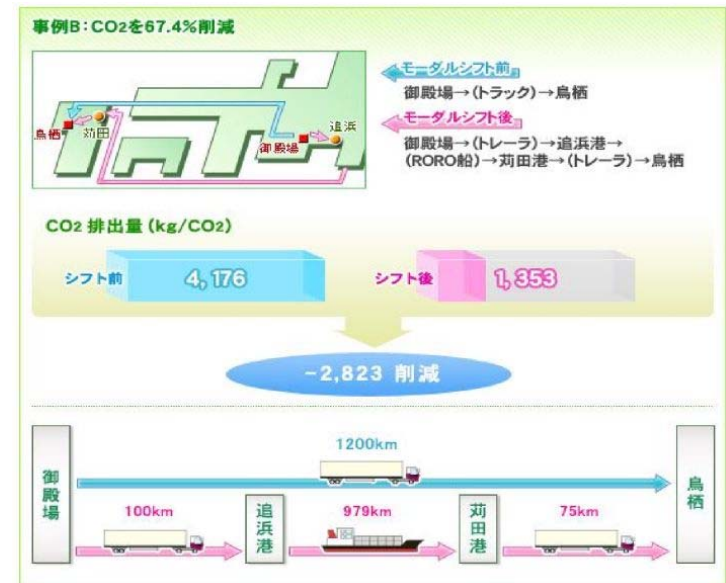 事例B：CO2を67.4%削減
モーダルシフト前
御殿場→(トラック)→鳥栖
モーダルシフト後
御殿場→(トレーラ)→追浜港→
(RORO船)→苅田港→(トレーラ)→鳥栖
鳥栖
苅田
御殿場
追浜
CO2 排出量 (kg/CO2)
シフト前
4,176
シフト後
1,353
-2,823 削減
御殿場
1200km
鳥栖
100km
追浜港
979km
苅田港
75km